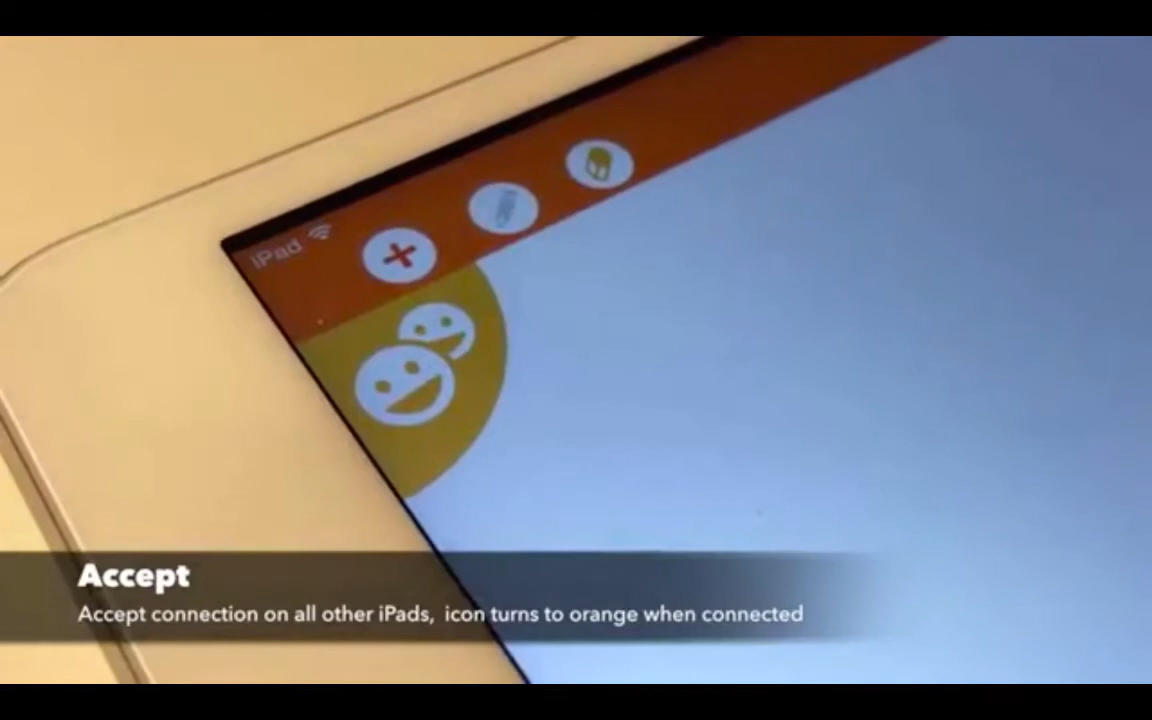 iPad
Accept
Accept connection on all other iPads, icon turns to orange when connected